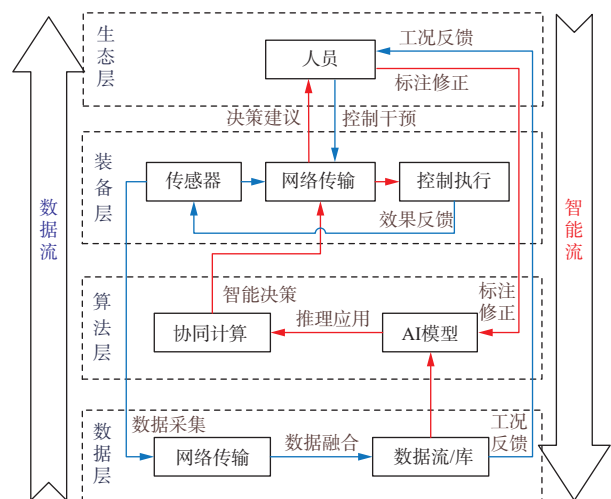 生态层
人员
工况反馈
标注修正
决策建议
控制干预
装备层
传感器
网络传输
控制执行
效果反馈
数据流
智能流
算法层
智能决策
协同计算
推理应用
AI模型
标注
修正
数据层
数据采集
网络传输
数据融合
数据流/库
工况
反馈